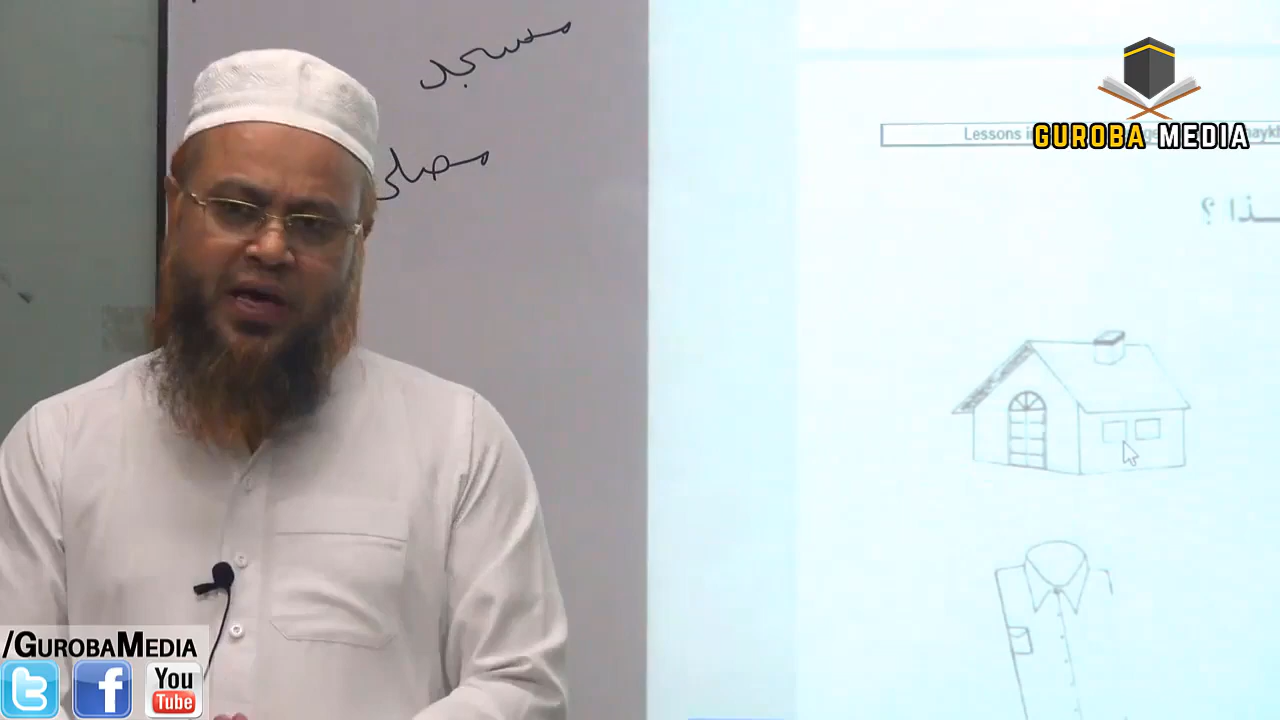 مسجد
مصلى
GUROBA MEDIA
Lessons in
؟
/GUROBAMEDIA
You
Tube